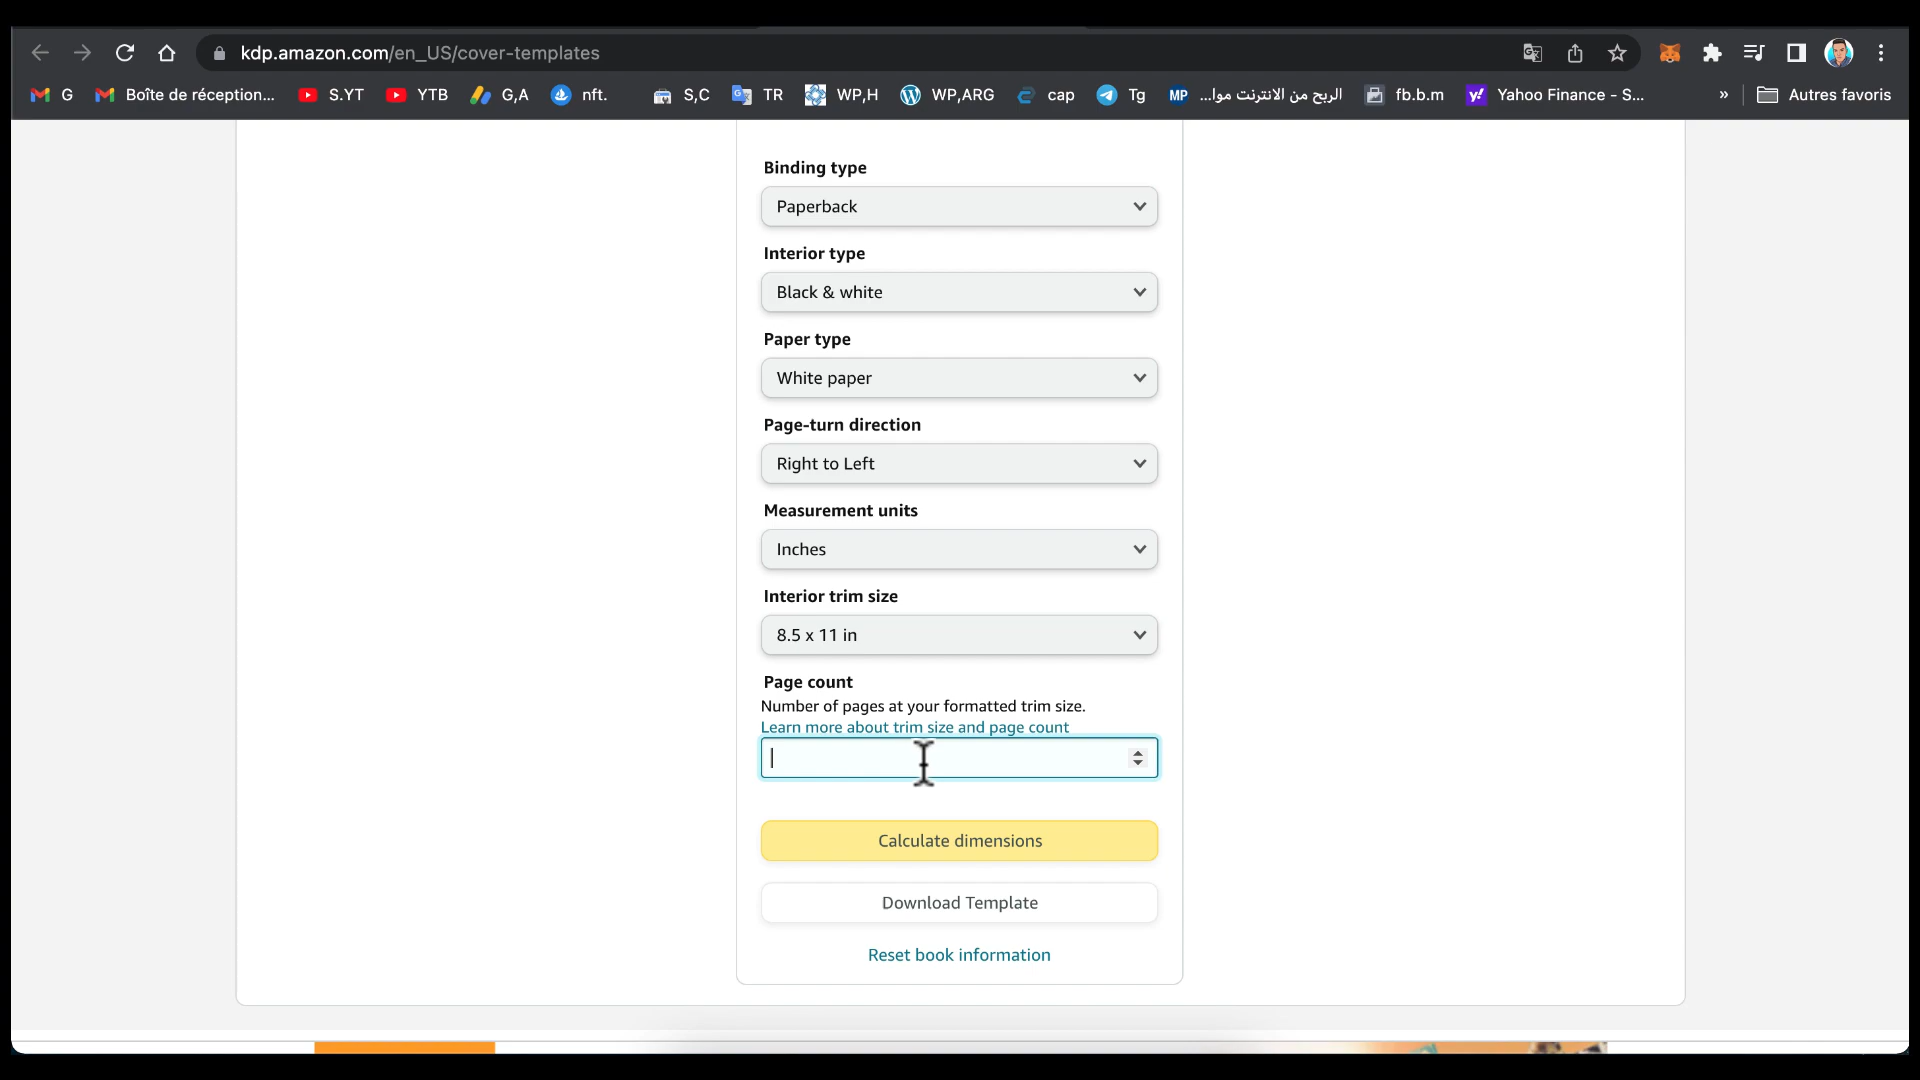 kdp.amazon.com/en_US/cover-templates
G Boîte de réception... S.YT YTB G,A nft. S,C TR WP,H WP,ARG cap Tg MP الربح من الانترنت موا... fb.b.m y! Yahoo Finance - S... » Autres favoris
Binding type
Paperback
Interior type
Black & white
Paper type
White paper
Page-turn direction
Right to Left
Measurement units
Inches
Interior trim size
8.5 x 11 in
Page count
Number of pages at your formatted trim size.
Learn more about trim size and page count
Calculate dimensions
Download Template
Reset book information